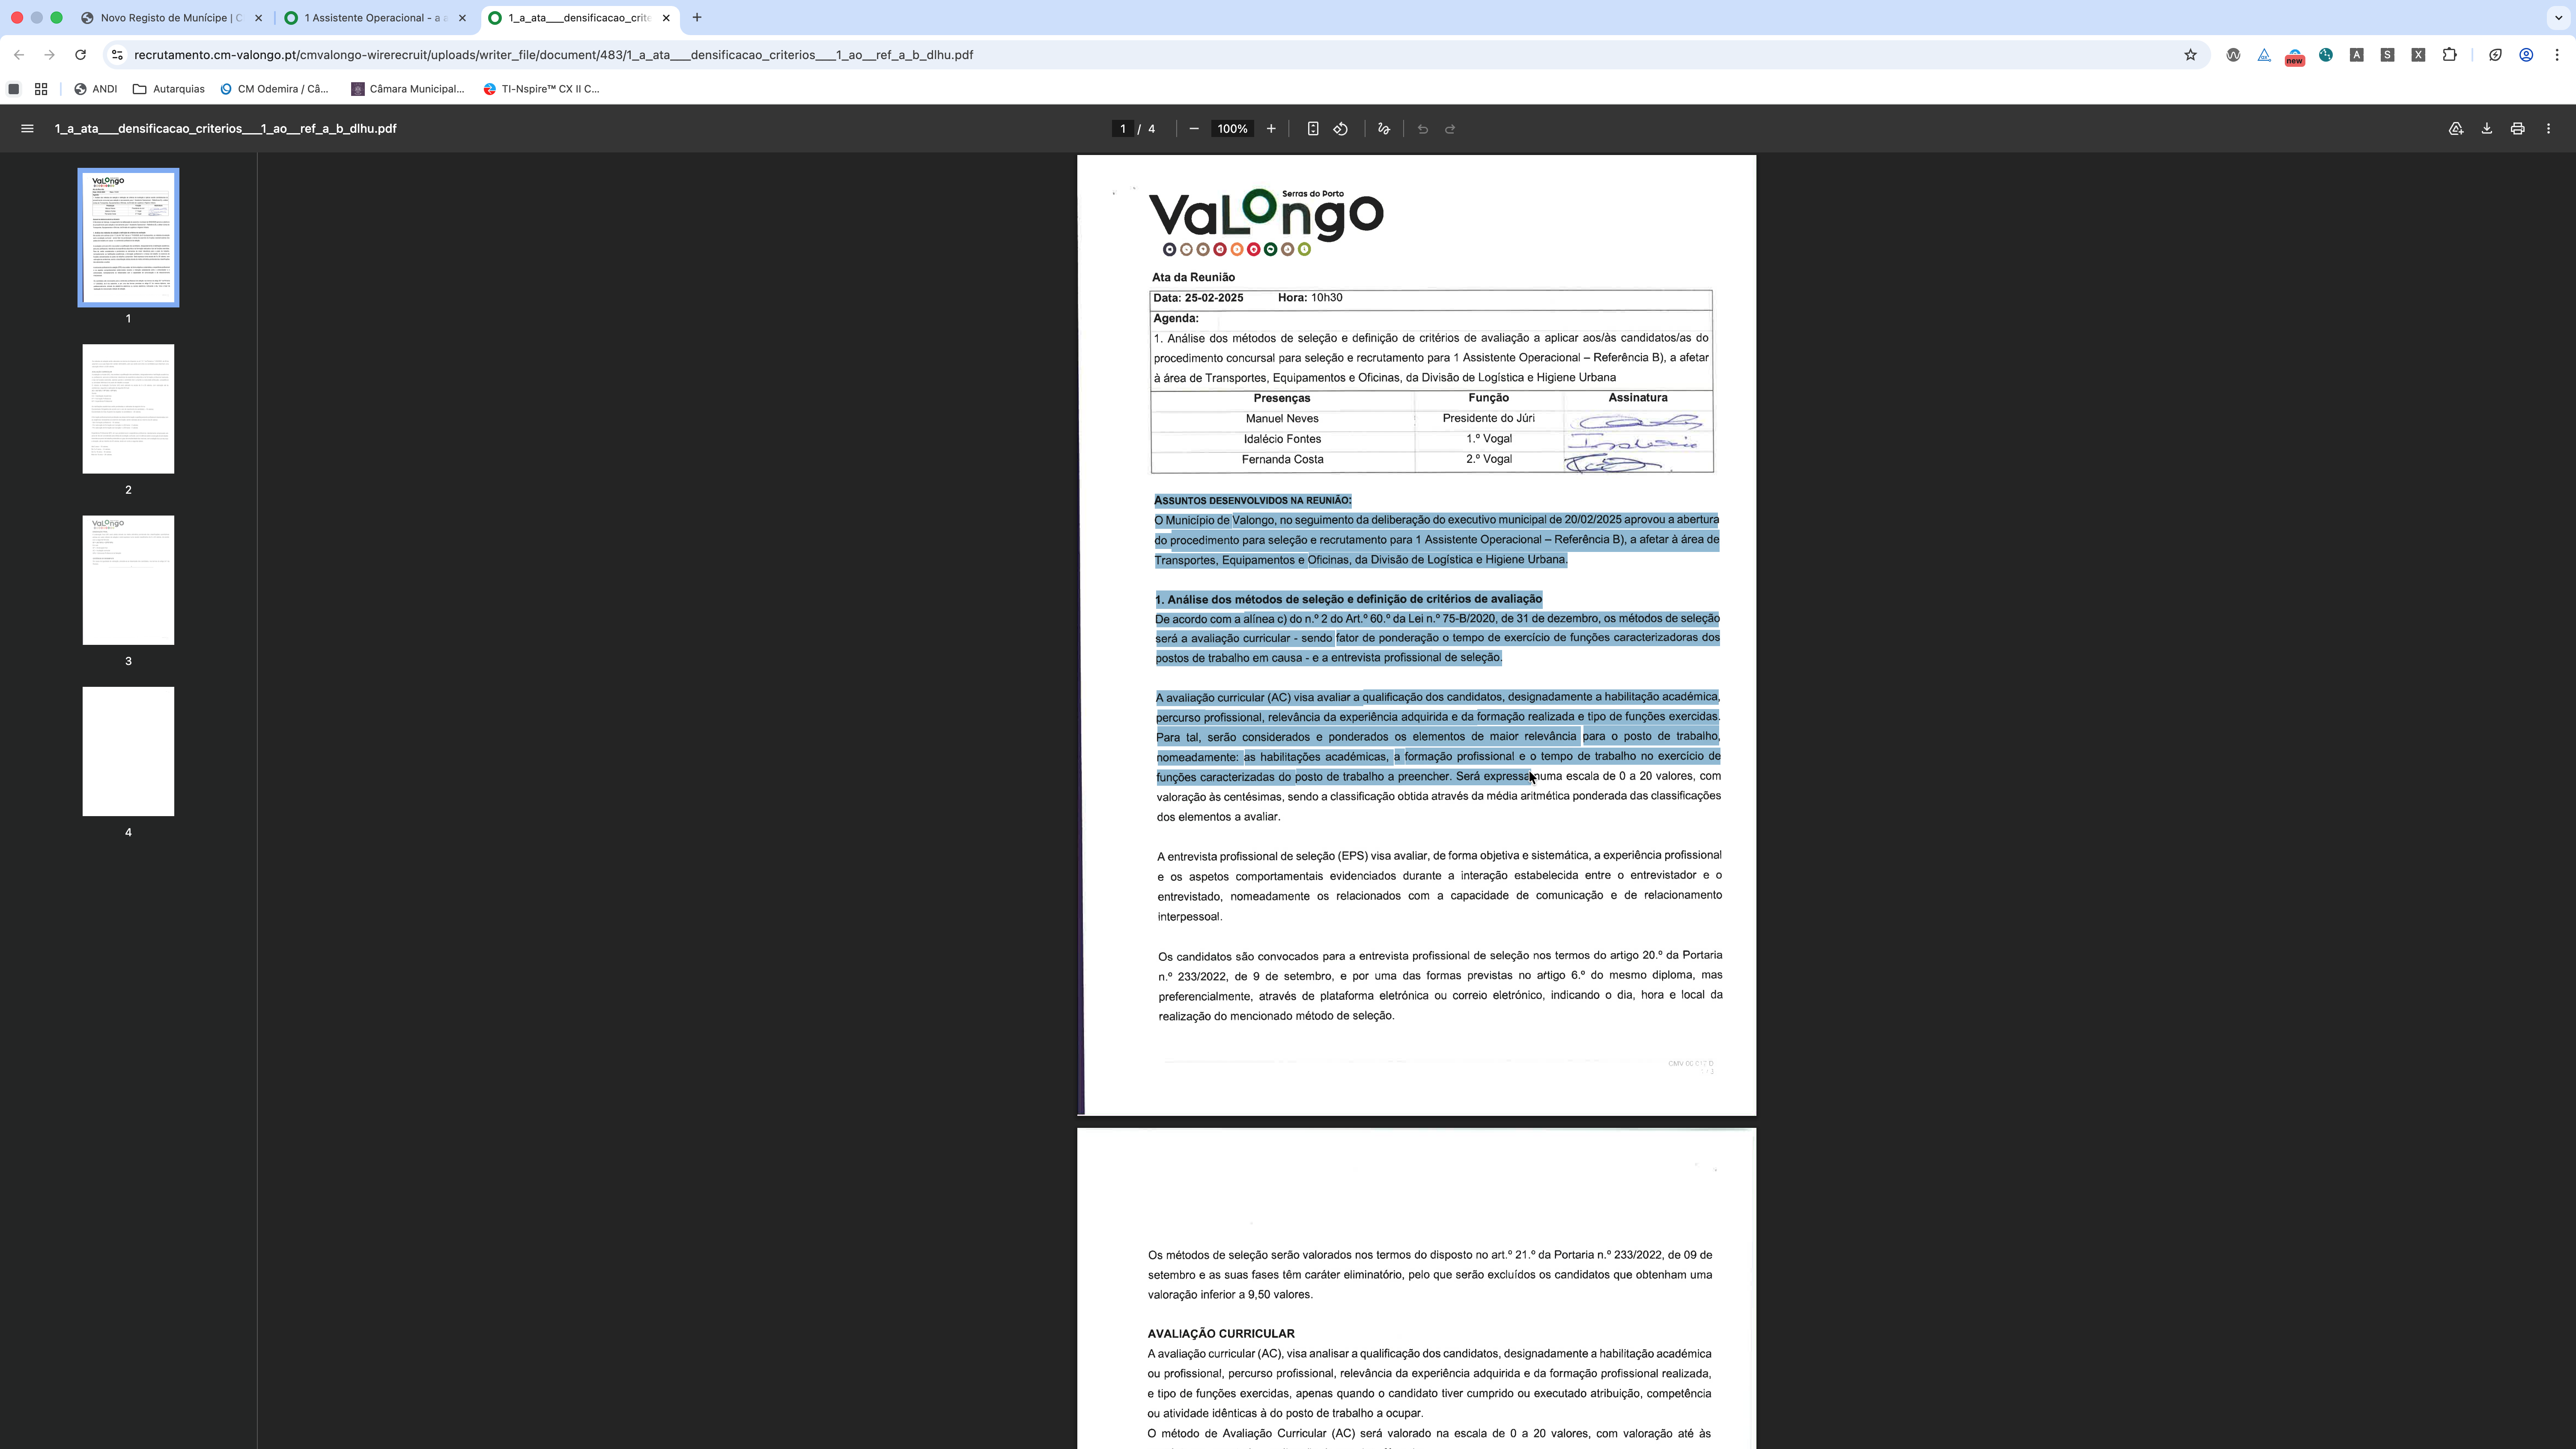 Novo Registo de Munícipe | C
1 Assistente Operacional - a a
1_a_ata___densificacao_crite
recrutamento.cm-valongo.pt/cmvalongo-wirerecruit/uploads/writer_file/document/483/1_a_ata___densificacao_criterios___1_ao__ref_a_b_dlhu.pdf
A
S
X
new
ANDI
Autarquias
CM Odemira / Câ...
Câmara Municipal...
TI-Nspire™ CX II C...
1_a_ata___densificacao_criterios___1_ao__ref_a_b_dlhu.pdf
1 / 4
100%
1
2
3
4
Serras do Porto
VaLOngo
Ata da Reunião
Data: 25-02-2025 Hora: 10h30
Agenda:
1. Análise dos métodos de seleção e definição de critérios de avaliação a aplicar aos/às candidatos/as do
procedimento concursal para seleção e recrutamento para 1 Assistente Operacional – Referência B), a afetar
à área de Transportes, Equipamentos e Oficinas, da Divisão de Logística e Higiene Urbana
Presenças Função Assinatura
Manuel Neves Presidente do Júri
Idalécio Fontes 1.º Vogal
Fernanda Costa 2.º Vogal
ASSUNTOS DESENVOLVIDOS NA REUNIÃO:
O Município de Valongo, no seguimento da deliberação do executivo municipal de 20/02/2025 aprovou a abertura
do procedimento para seleção e recrutamento para 1 Assistente Operacional – Referência B), a afetar à área de
Transportes, Equipamentos e Oficinas, da Divisão de Logística e Higiene Urbana.
1. Análise dos métodos de seleção e definição de critérios de avaliação
De acordo com a alínea c) do n.º 2 do Art.º 60.º da Lei n.º 75-B/2020, de 31 de dezembro, os métodos de seleção
será a avaliação curricular - sendo fator de ponderação o tempo de exercício de funções caracterizadoras dos
postos de trabalho em causa - e a entrevista profissional de seleção.
A avaliação curricular (AC) visa avaliar a qualificação dos candidatos, designadamente a habilitação académica,
percurso profissional, relevância da experiência adquirida e da formação realizada e tipo de funções exercidas.
Para tal, serão considerados e ponderados os elementos de maior relevância para o posto de trabalho,
nomeadamente: as habilitações académicas, a formação profissional e o tempo de trabalho no exercício de
funções caracterizadas do posto de trabalho a preencher. Será expressa numa escala de 0 a 20 valores, com
valoração às centésimas, sendo a classificação obtida através da média aritmética ponderada das classificações
dos elementos a avaliar.
A entrevista profissional de seleção (EPS) visa avaliar, de forma objetiva e sistemática, a experiência profissional
e os aspetos comportamentais evidenciados durante a interação estabelecida entre o entrevistador e o
entrevistado, nomeadamente os relacionados com a capacidade de comunicação e de relacionamento
interpessoal.
Os candidatos são convocados para a entrevista profissional de seleção nos termos do artigo 20.º da Portaria
n.º 233/2022, de 9 de setembro, e por uma das formas previstas no artigo 6.º do mesmo diploma, mas
preferencialmente, através de plataforma eletrónica ou correio eletrónico, indicando o dia, hora e local da
realização do mencionado método de seleção.
Os métodos de seleção serão valorados nos termos do disposto no art.º 21.º da Portaria n.º 233/2022, de 09 de
setembro e as suas fases têm caráter eliminatório, pelo que serão excluídos os candidatos que obtenham uma
valoração inferior a 9,50 valores.
AVALIAÇÃO CURRICULAR
A avaliação curricular (AC), visa analisar a qualificação dos candidatos, designadamente a habilitação académica
ou profissional, percurso profissional, relevância da experiência adquirida e da formação profissional realizada,
e tipo de funções exercidas, apenas quando o candidato tiver cumprido ou executado atribuição, competência
ou atividade idênticas à do posto de trabalho a ocupar.
O método de Avaliação Curricular (AC) será valorado na escala de 0 a 20 valores, com valoração até às